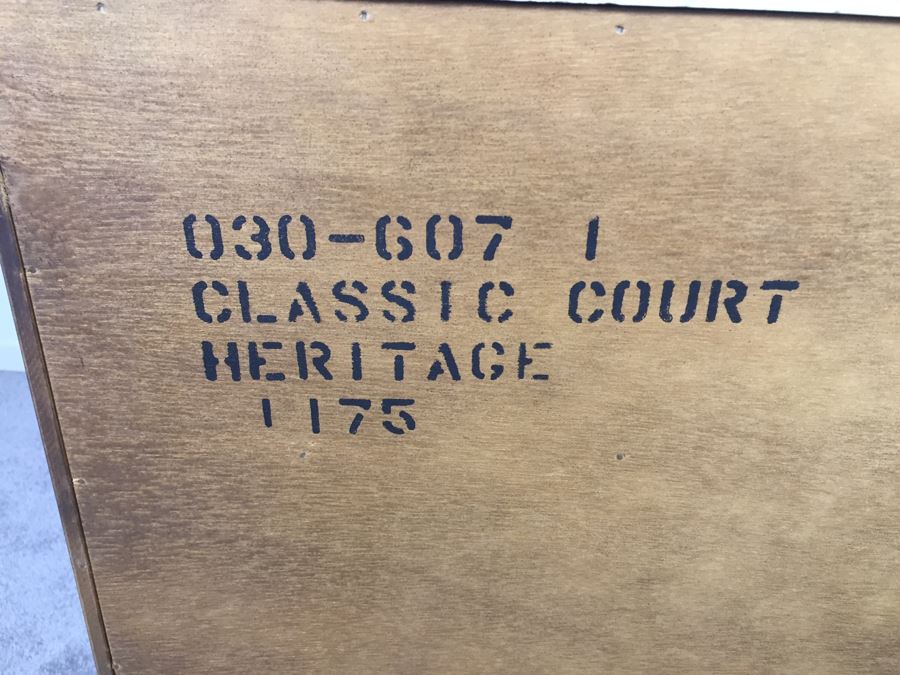 030-607 1
CLASSIC COURT
HERITAGE
1175